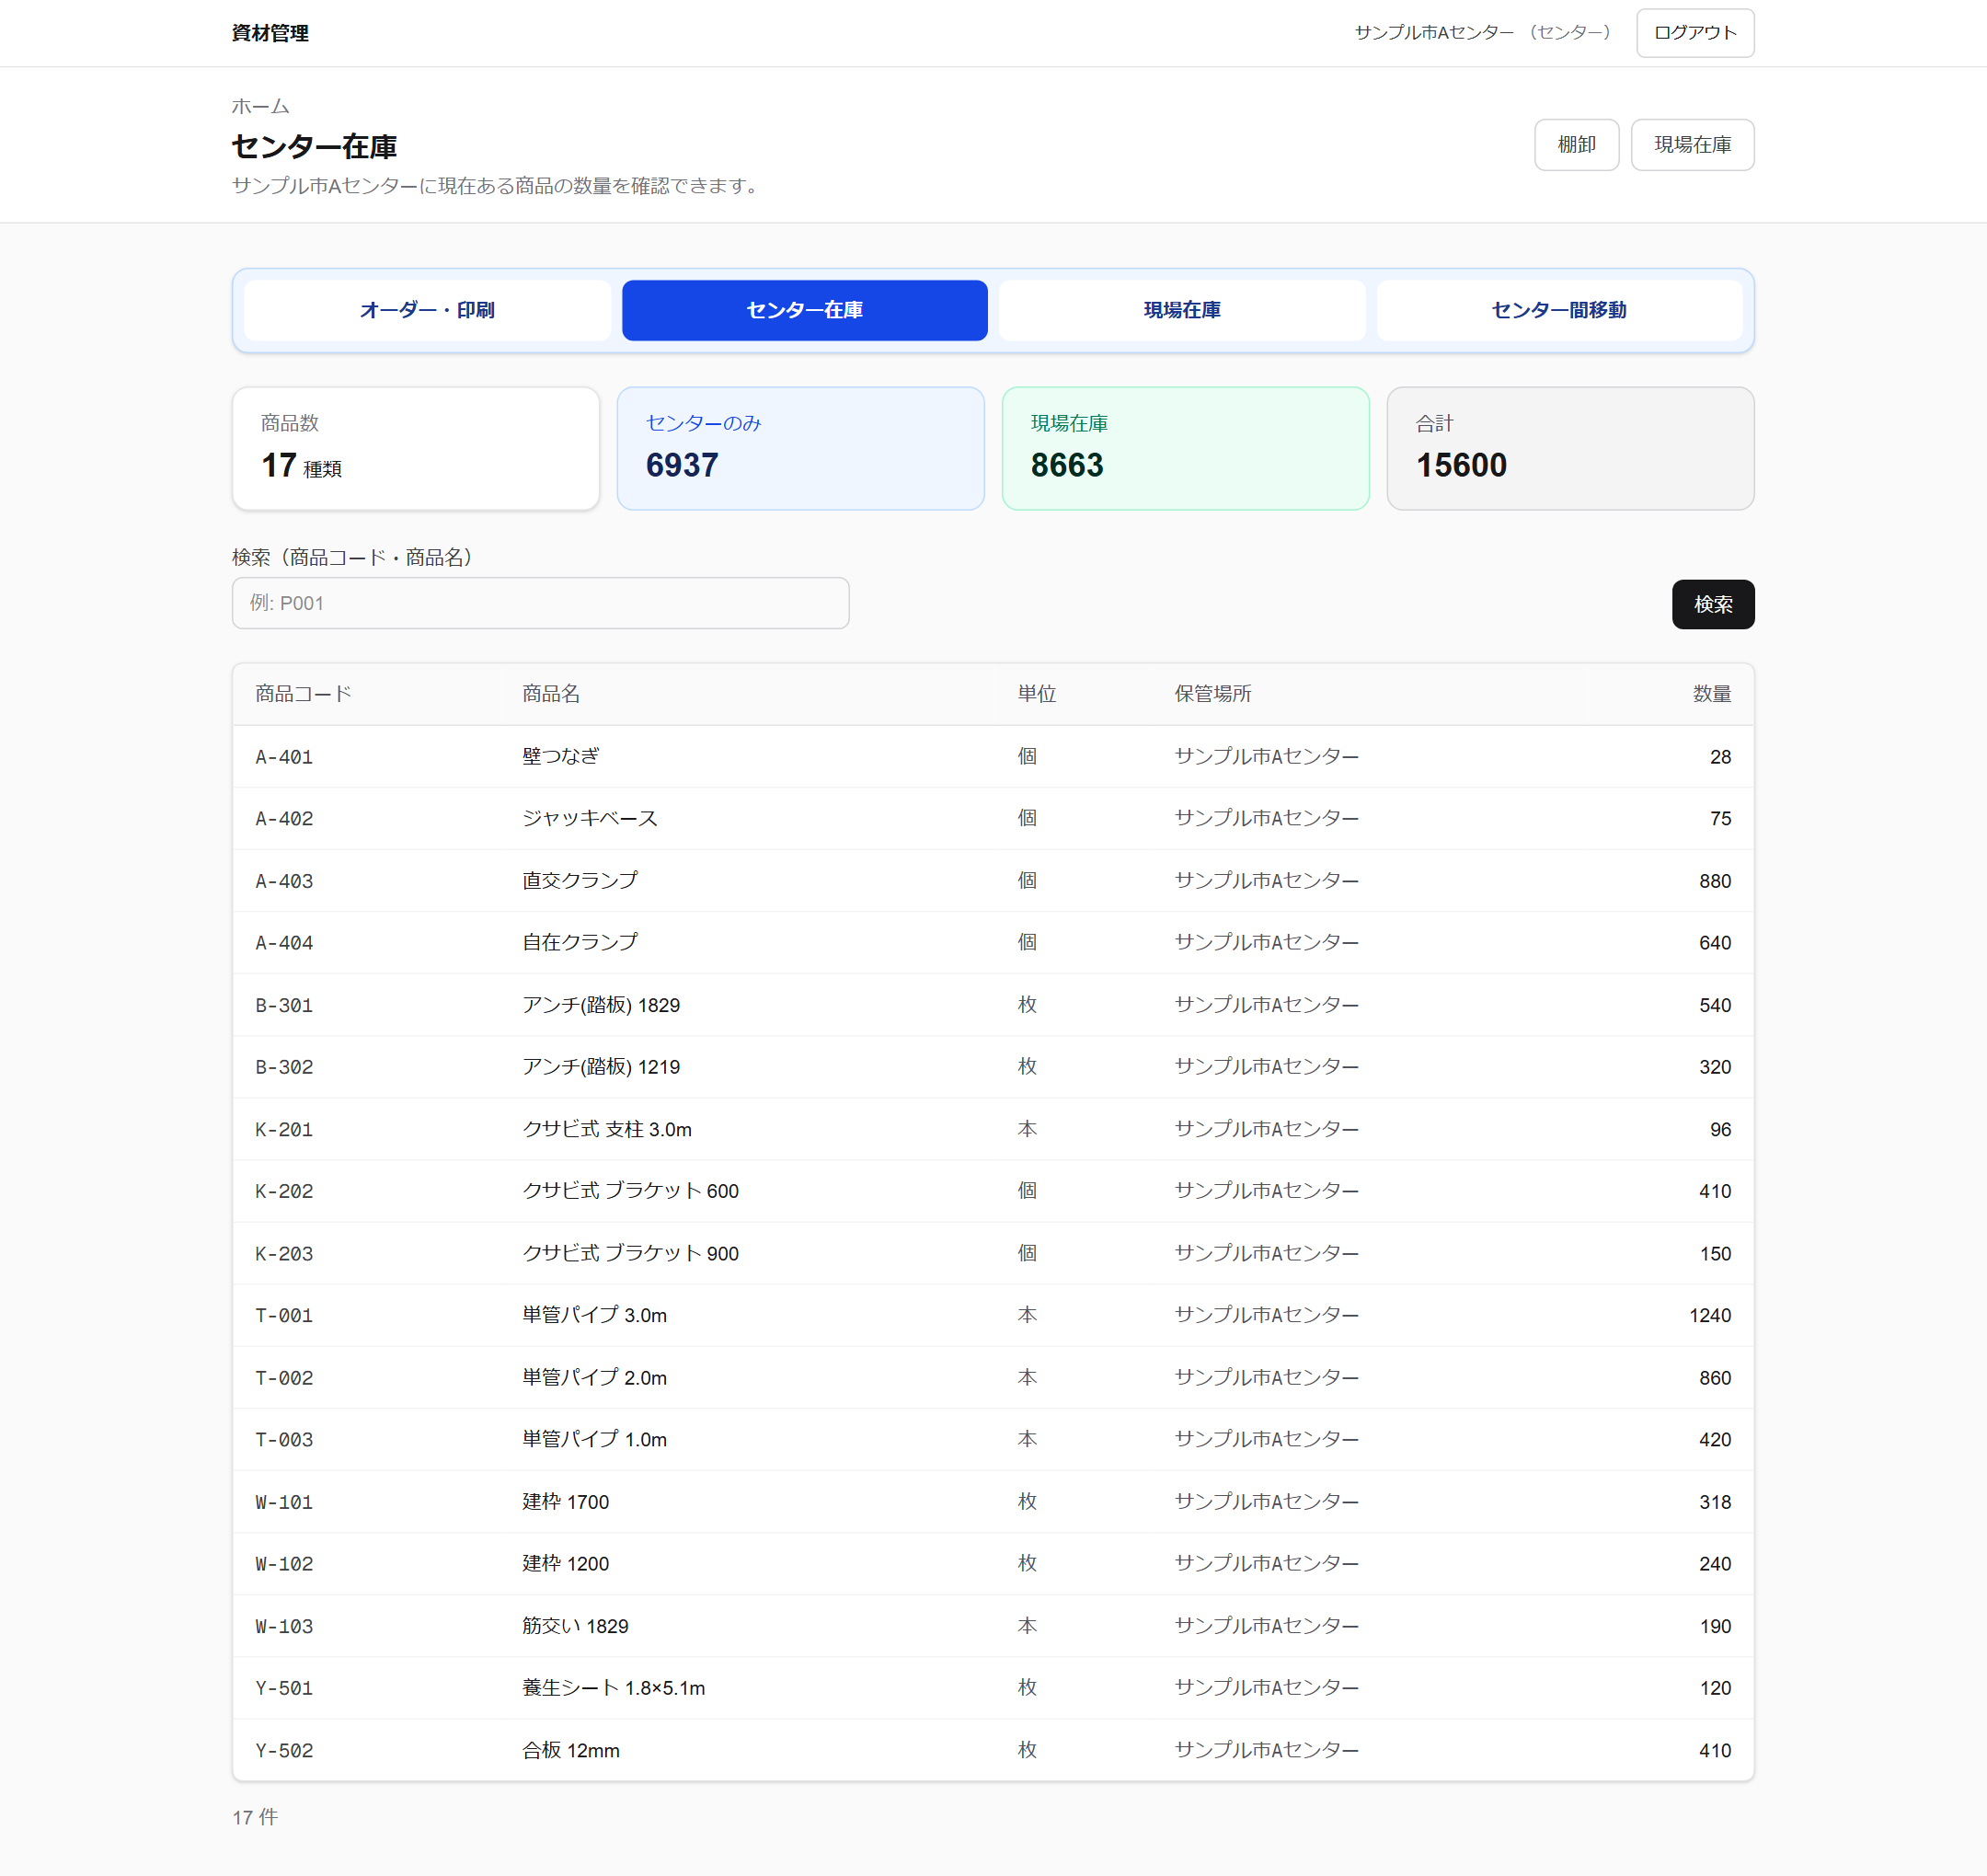 資材管理
サンプル市Aセンター （センター） ログアウト
ホーム
センター在庫
サンプル市Aセンターに現在ある商品の数量を確認できます。
棚卸 現場在庫
オーダー・印刷 センター在庫 現場在庫 センター間移動
商品数
17 種類
センターのみ
6937
現場在庫
8663
合計
15600
検索（商品コード・商品名）
例: P001
検索
商品コード 商品名 単位 保管場所 数量
A-401 壁つなぎ 個 サンプル市Aセンター 28
A-402 ジャッキベース 個 サンプル市Aセンター 75
A-403 直交クランプ 個 サンプル市Aセンター 880
A-404 自在クランプ 個 サンプル市Aセンター 640
B-301 アンチ(踏板) 1829 枚 サンプル市Aセンター 540
B-302 アンチ(踏板) 1219 枚 サンプル市Aセンター 320
K-201 クサビ式 支柱 3.0m 本 サンプル市Aセンター 96
K-202 クサビ式 ブラケット 600 個 サンプル市Aセンター 410
K-203 クサビ式 ブラケット 900 個 サンプル市Aセンター 150
T-001 単管パイプ 3.0m 本 サンプル市Aセンター 1240
T-002 単管パイプ 2.0m 本 サンプル市Aセンター 860
T-003 単管パイプ 1.0m 本 サンプル市Aセンター 420
W-101 建枠 1700 枚 サンプル市Aセンター 318
W-102 建枠 1200 枚 サンプル市Aセンター 240
W-103 筋交い 1829 本 サンプル市Aセンター 190
Y-501 養生シート 1.8×5.1m 枚 サンプル市Aセンター 120
Y-502 合板 12mm 枚 サンプル市Aセンター 410
17 件